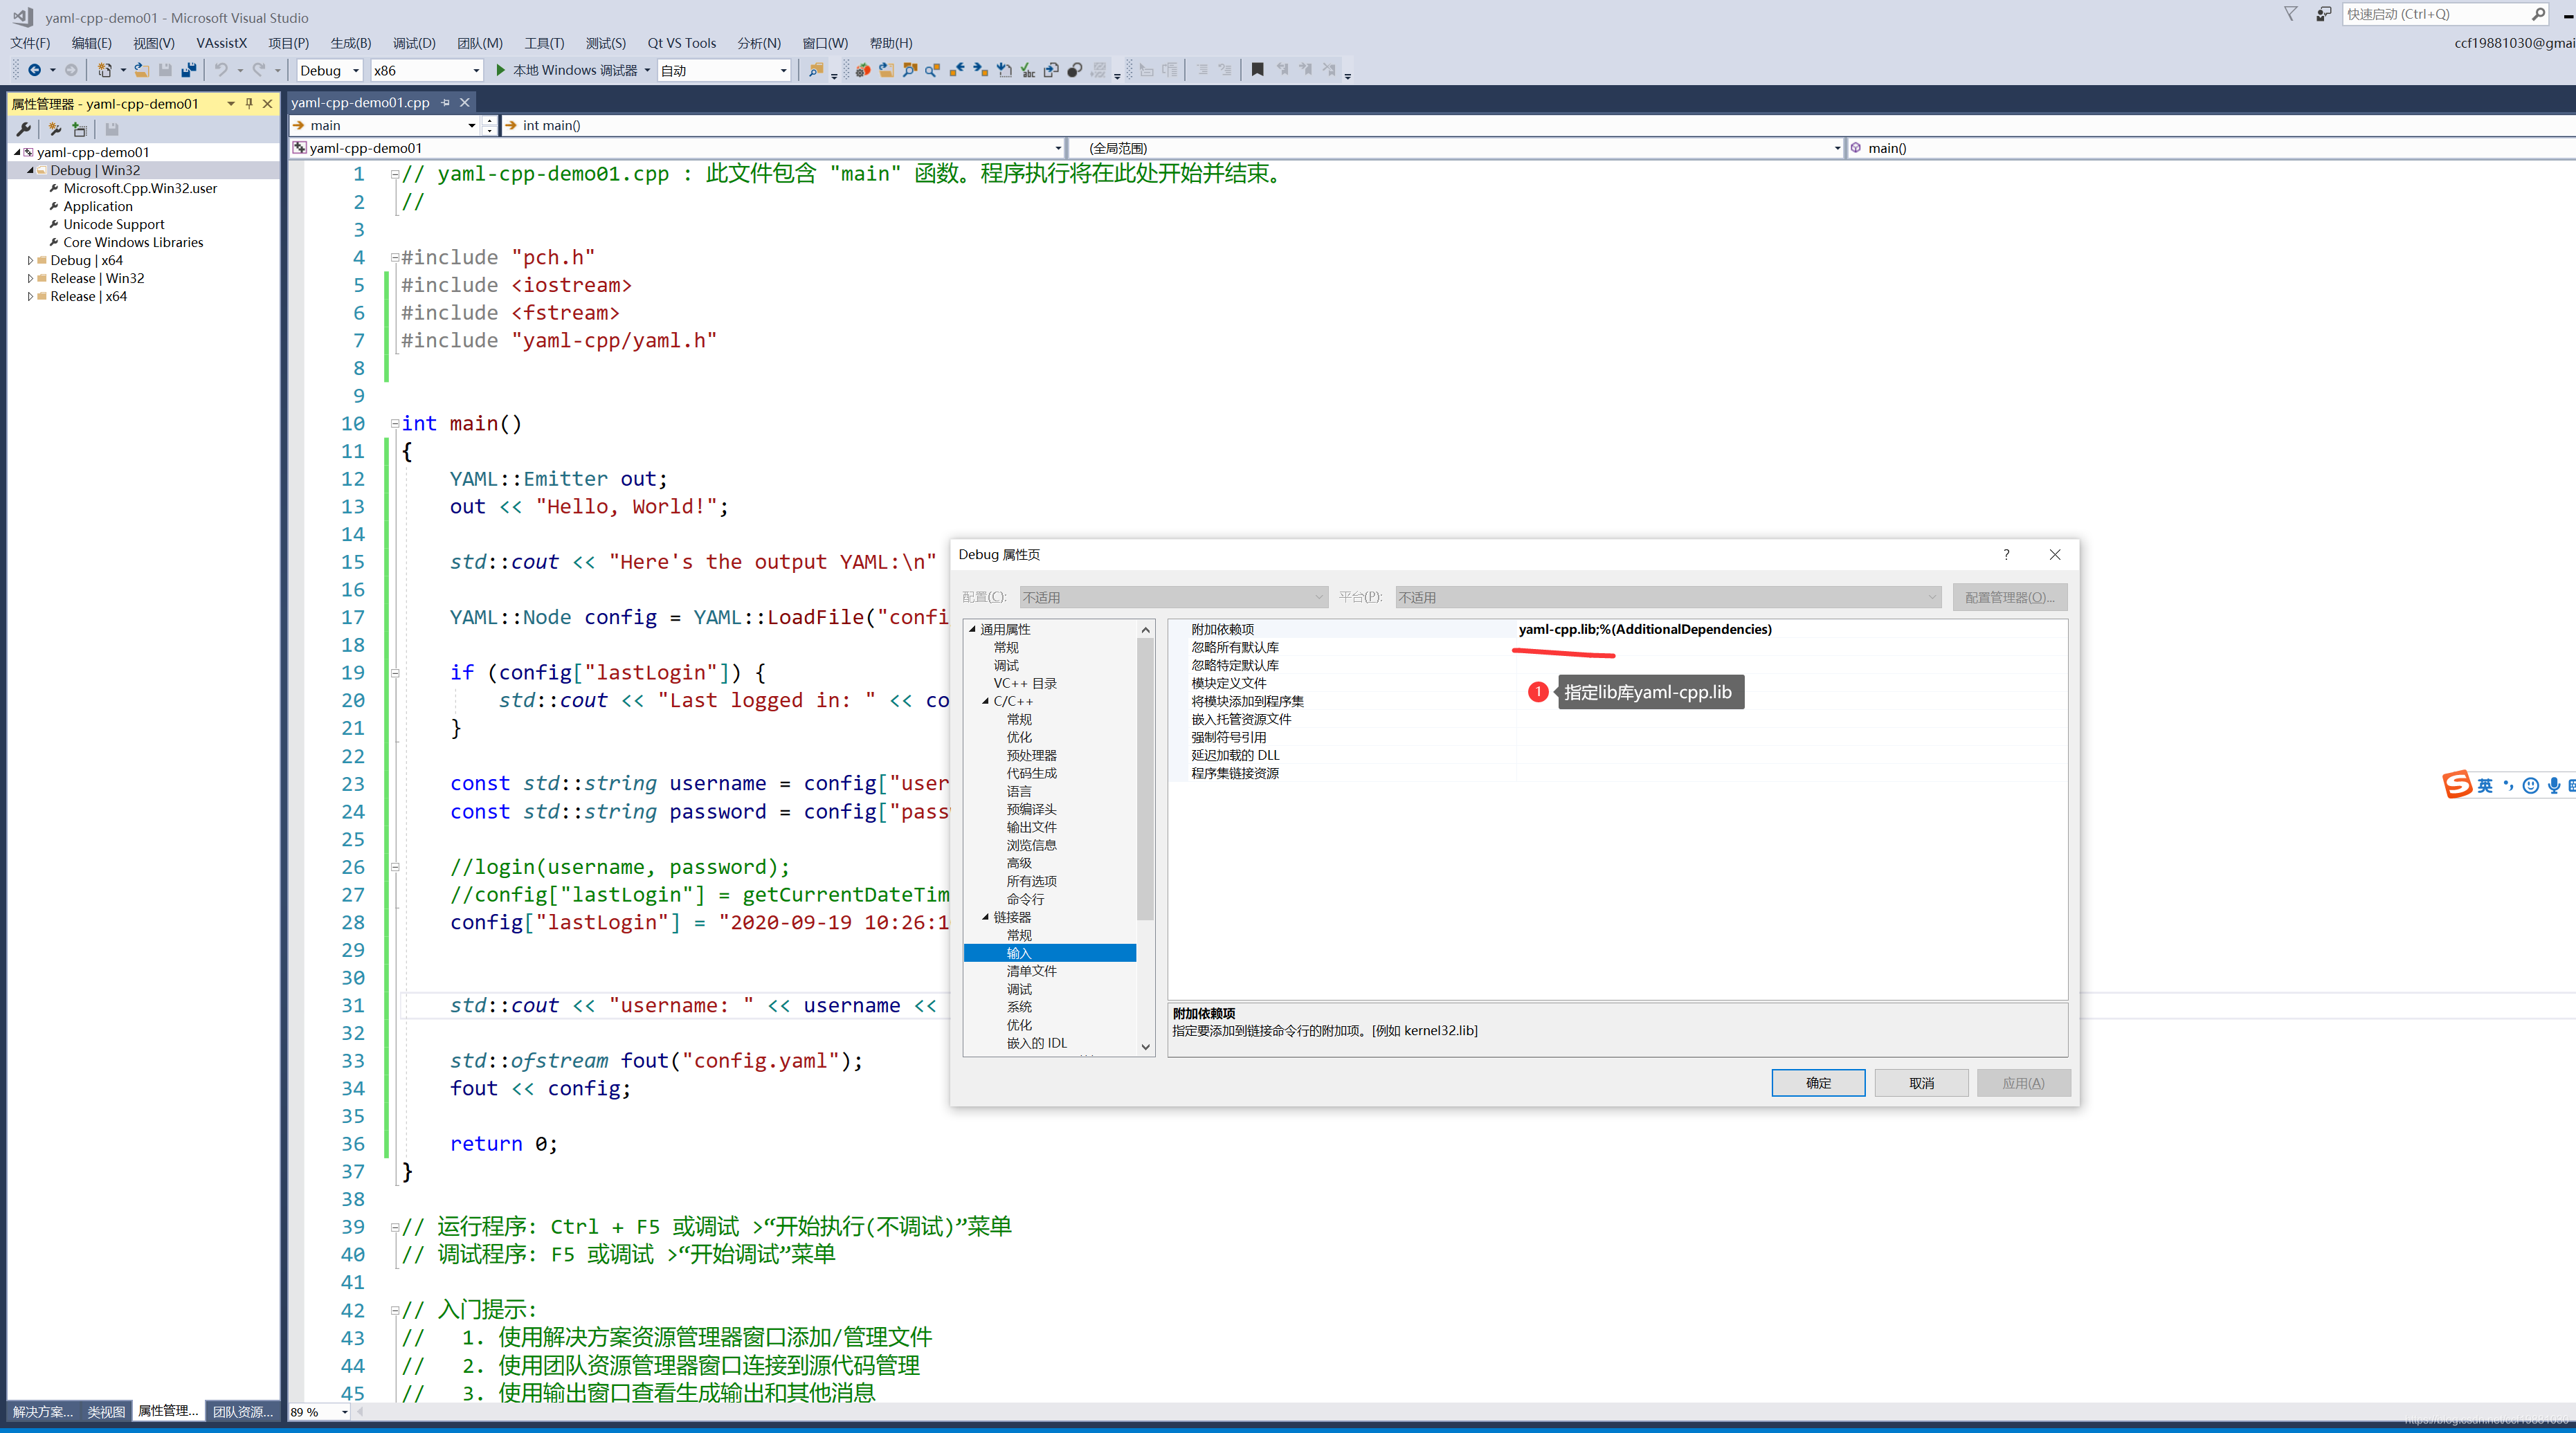 yaml-cpp-demo01 - Microsoft Visual Studio
快速启动 (Ctrl+Q)
文件(F) 编辑(E) 视图(V) VAssistX 项目(P) 生成(B) 调试(D) 团队(M) 工具(T) 测试(S) Qt VS Tools 分析(N) 窗口(W) 帮助(H)
ccf19881030@gmai
Debug x86 本地 Windows 调试器 自动
属性管理器 - yaml-cpp-demo01
yaml-cpp-demo01
Debug | Win32
Microsoft.Cpp.Win32.user
Application
Unicode Support
Core Windows Libraries
Debug | x64
Release | Win32
Release | x64
解决方案... 类视图 属性管理... 团队资源...
yaml-cpp-demo01.cpp
main int main()
yaml-cpp-demo01 (全局范围) main()
1 // yaml-cpp-demo01.cpp : 此文件包含 "main" 函数。程序执行将在此处开始并结束。
2 //
3
4 #include "pch.h"
5 #include <iostream>
6 #include <fstream>
7 #include "yaml-cpp/yaml.h"
8
9
10 int main()
11 {
12 YAML::Emitter out;
13 out << "Hello, World!";
14
15 std::cout << "Here's the output YAML:\n"
16
17 YAML::Node config = YAML::LoadFile("confi
18
19 if (config["lastLogin"]) {
20 std::cout << "Last logged in: " << co
21 }
22
23 const std::string username = config["user
24 const std::string password = config["pass
25
26 //login(username, password);
27 //config["lastLogin"] = getCurrentDateTim
28 config["lastLogin"] = "2020-09-19 10:26:1
29
30
31 std::cout << "username: " << username <<
32
33 std::ofstream fout("config.yaml");
34 fout << config;
35
36 return 0;
37 }
38
39 // 运行程序: Ctrl + F5 或调试 >“开始执行(不调试)”菜单
40 // 调试程序: F5 或调试 >“开始调试”菜单
41
42 // 入门提示:
43 // 1. 使用解决方案资源管理器窗口添加/管理文件
44 // 2. 使用团队资源管理器窗口连接到源代码管理
45 // 3. 使用输出窗口查看生成输出和其他消息
89 %
Debug 属性页
?
配置(C): 不适用 平台(P): 不适用 配置管理器(O)...
通用属性
常规
调试
VC++ 目录
C/C++
常规
优化
预处理器
代码生成
语言
预编译头
输出文件
浏览信息
高级
所有选项
命令行
链接器
常规
输入
清单文件
调试
系统
优化
嵌入的 IDL
附加依赖项 yaml-cpp.lib;%(AdditionalDependencies)
忽略所有默认库
忽略特定默认库
模块定义文件
将模块添加到程序集
嵌入托管资源文件
强制符号引用
延迟加载的 DLL
程序集链接资源
1 指定lib库yaml-cpp.lib
附加依赖项
指定要添加到链接命令行的附加项。[例如 kernel32.lib]
确定 取消 应用(A)
S 英